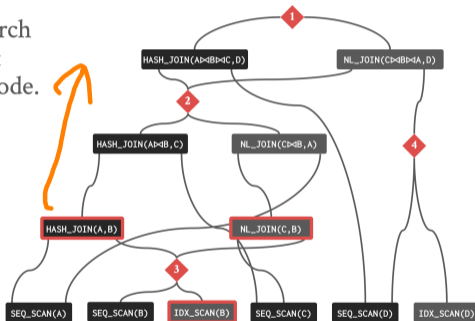 rch
ode.
1
HASH_JOIN(A⋈B⋈C,D)
NL_JOIN(C⋈B⋈A,D)
2
HASH_JOIN(A⋈B,C)
NL_JOIN(C⋈B,A)
4
HASH_JOIN(A,B)
NL_JOIN(C,B)
3
SEQ_SCAN(A)
SEQ_SCAN(B)
IDX_SCAN(B)
SEQ_SCAN(C)
SEQ_SCAN(D)
IDX_SCAN(D)